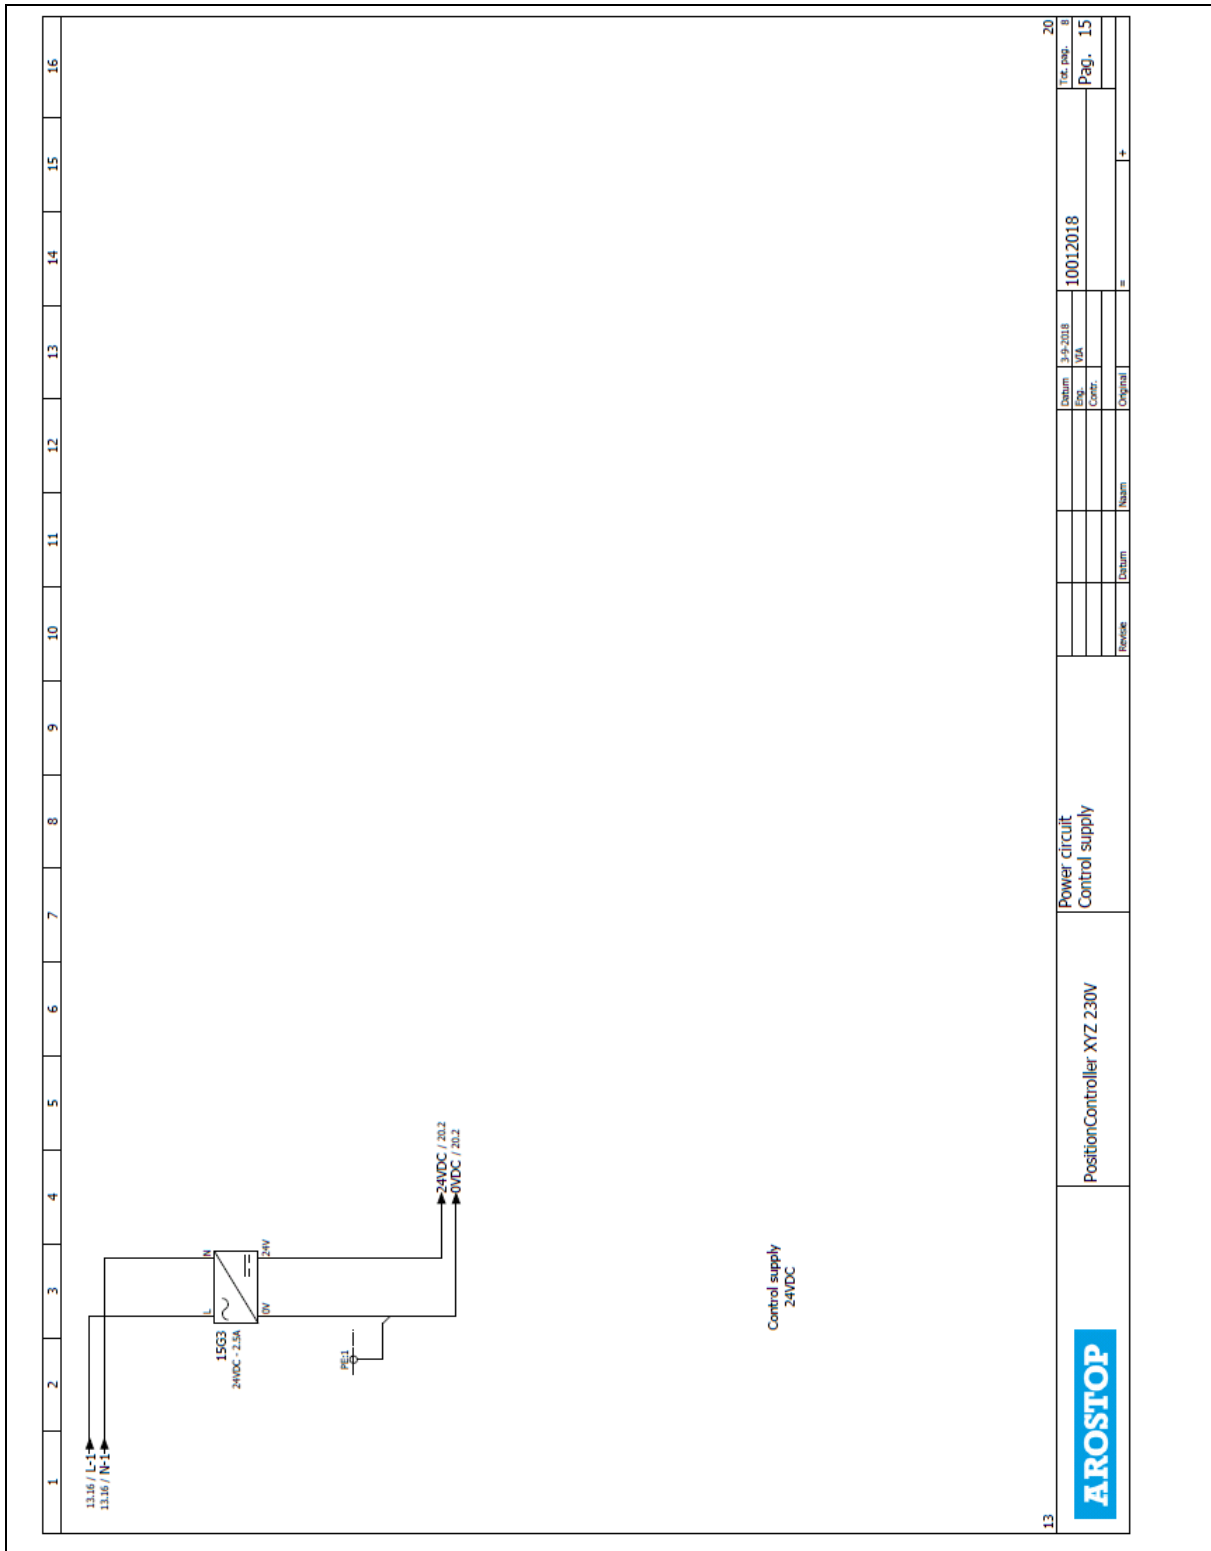 1 2 3 4 5 6 7 8 9 10 11 12 13 14 15 16
13.16 / L-1
13.16 / N-1
L N
15G3
24VDC - 2.5A
0V 24V
PE:1
24VDC / 20.2
0VDC / 20.2
Control supply
24VDC
13 20
AROSTOP
PositionController XYZ 230V
Power circuit
Control supply
Revisie Datum Naam Original = +
Datum 3-9-2018
Eng. VIA
Contr.
10012018
Tot. pag. 8
Pag. 15